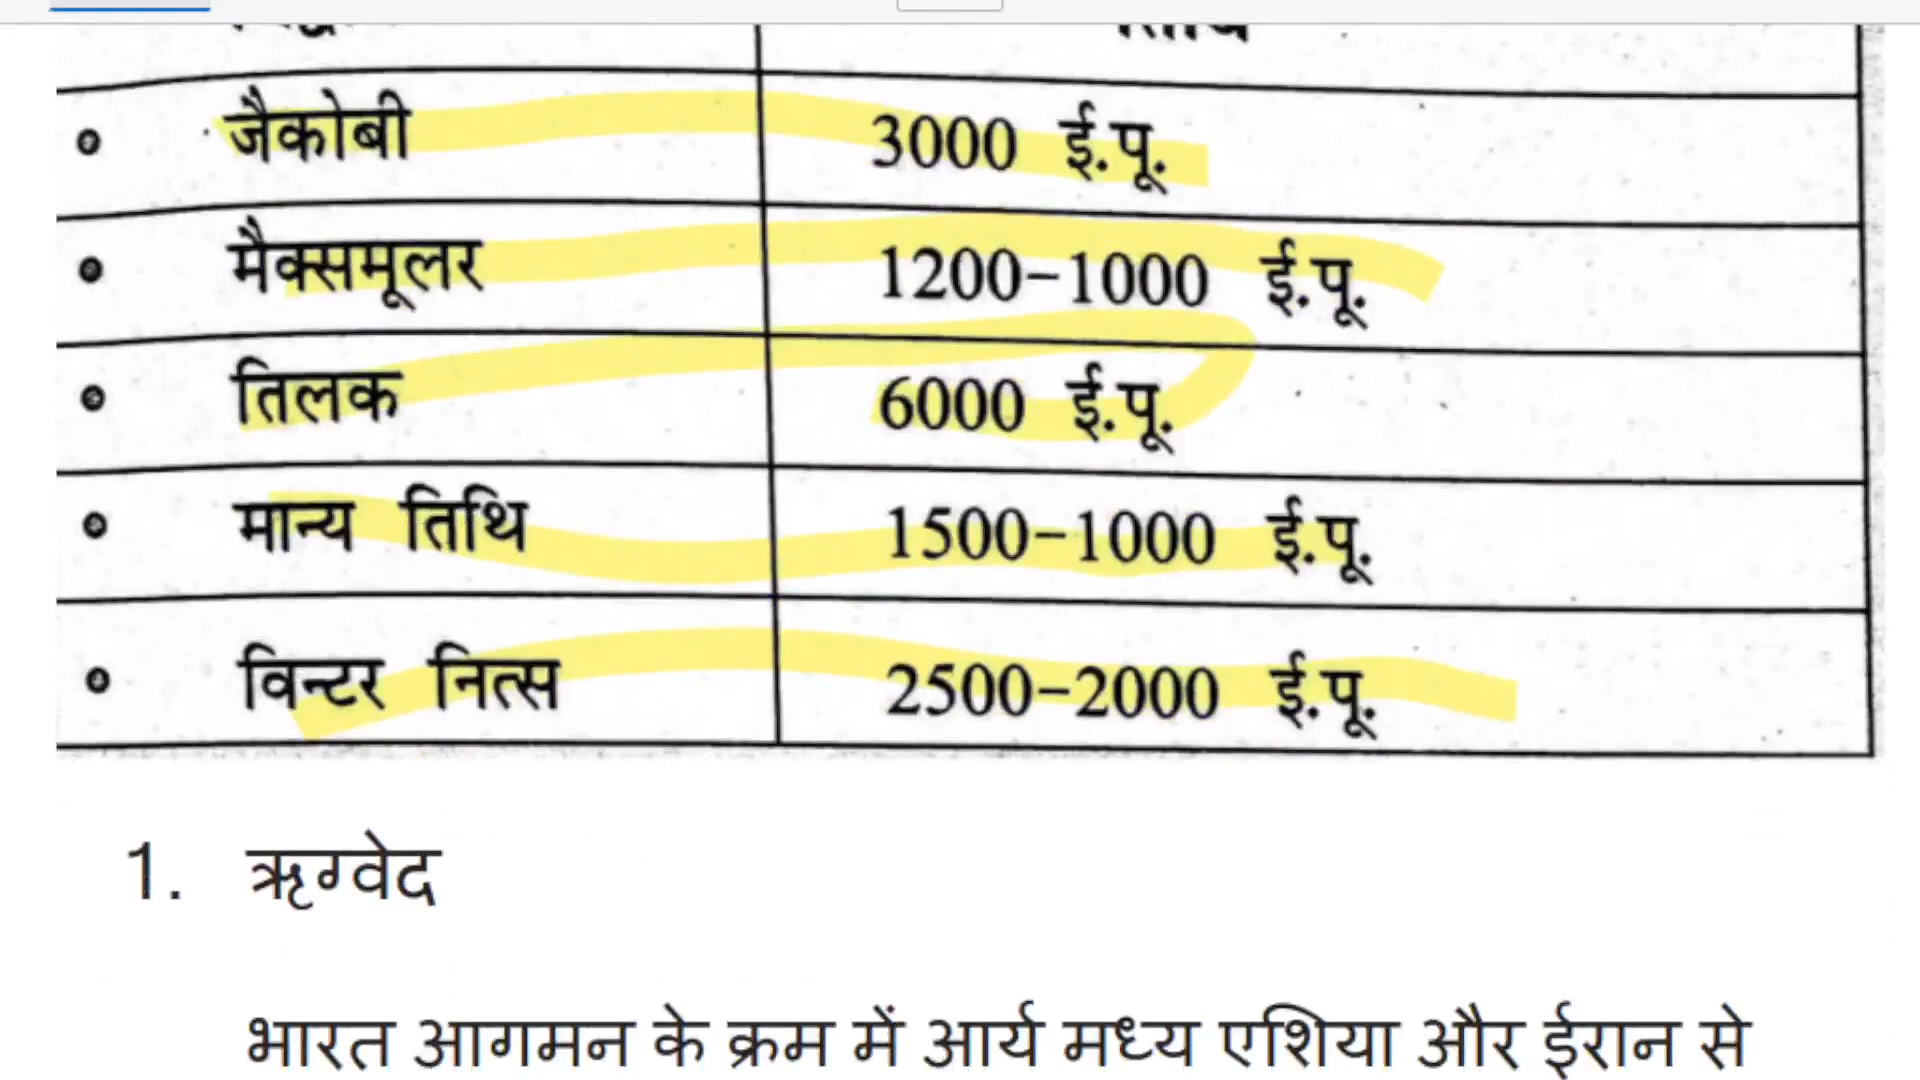 जैकोबी 3000 ई.पू.
मैक्समूलर 1200-1000 ई.पू.
तिलक 6000 ई.पू.
मान्य तिथि 1500-1000 ई.पू.
विन्टर नित्स 2500-2000 ई.पू.
1. ऋग्वेद
भारत आगमन के क्रम में आर्य मध्य एशिया और ईरान से